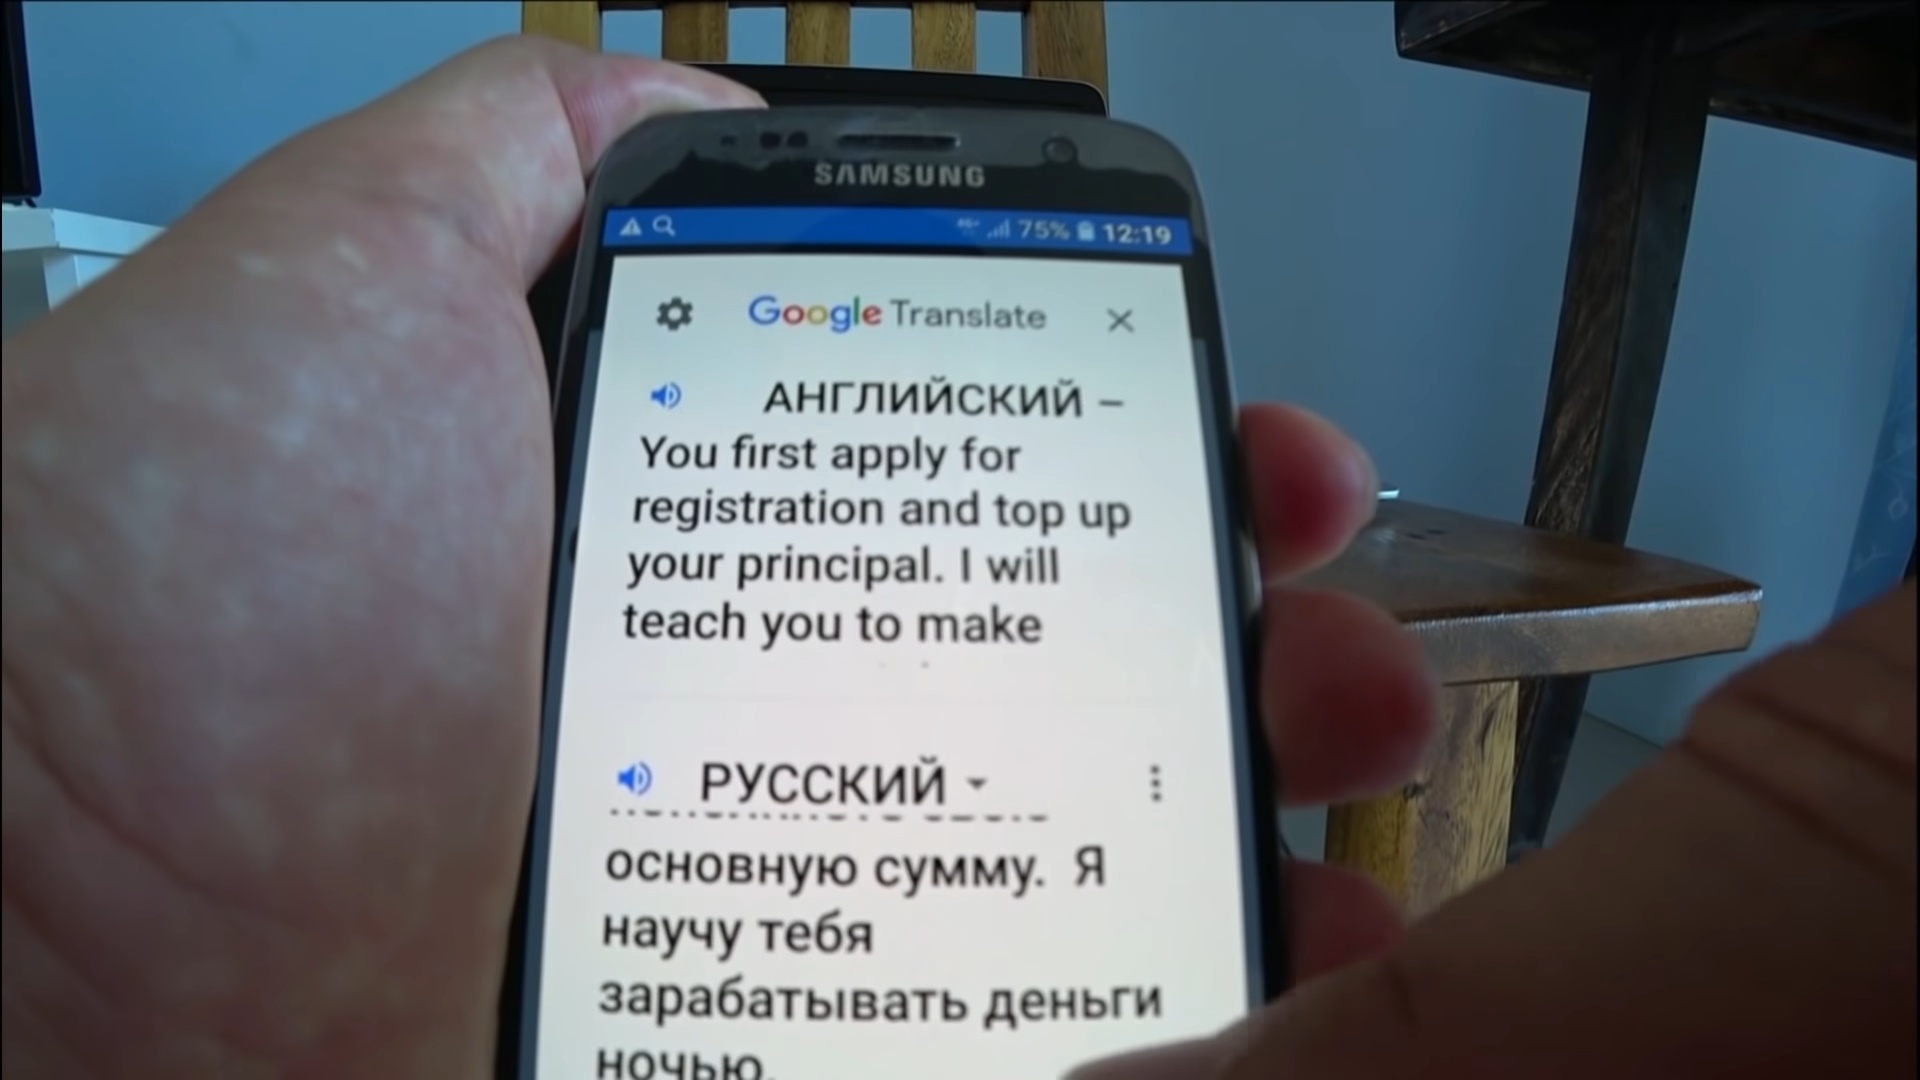 SAMSUNG
75% 12:19
Google Translate
АНГЛИЙСКИЙ –
You first apply for
registration and top up
your principal. I will
teach you to make
РУССКИЙ
основную сумму. Я
научу тебя
зарабатывать деньги
ночью.